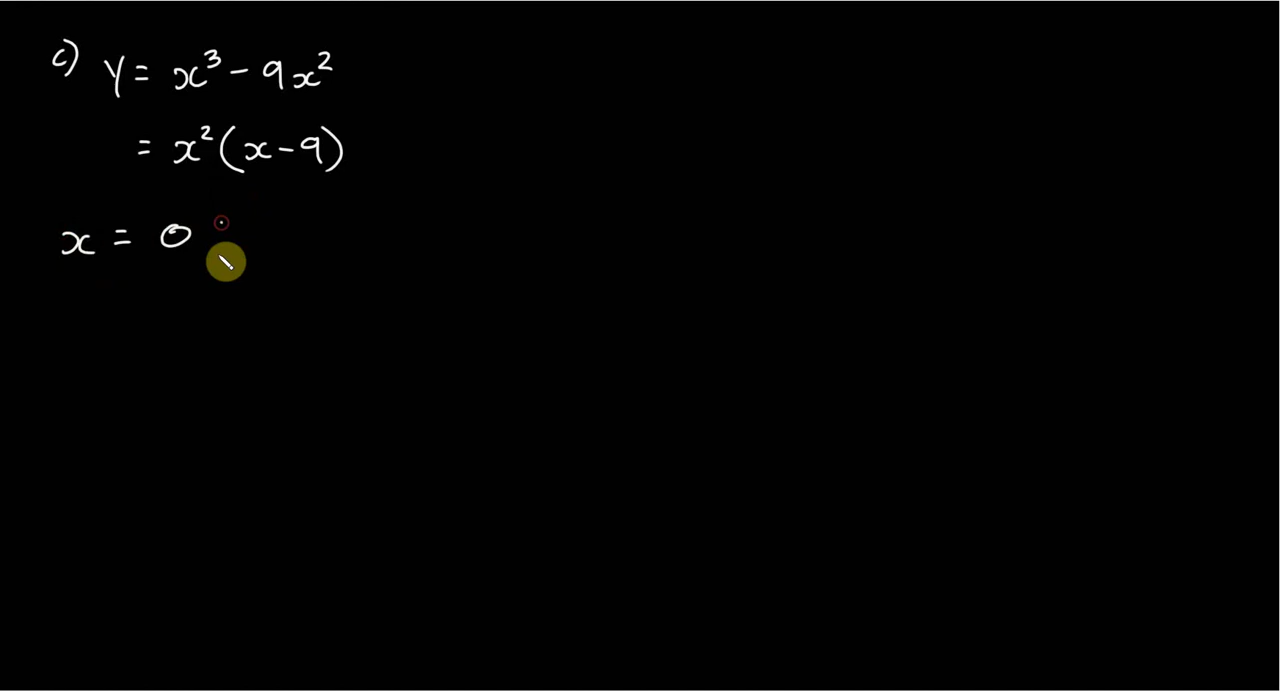 c) y = x³ - 9x²
= x²(x - 9)
x = 0